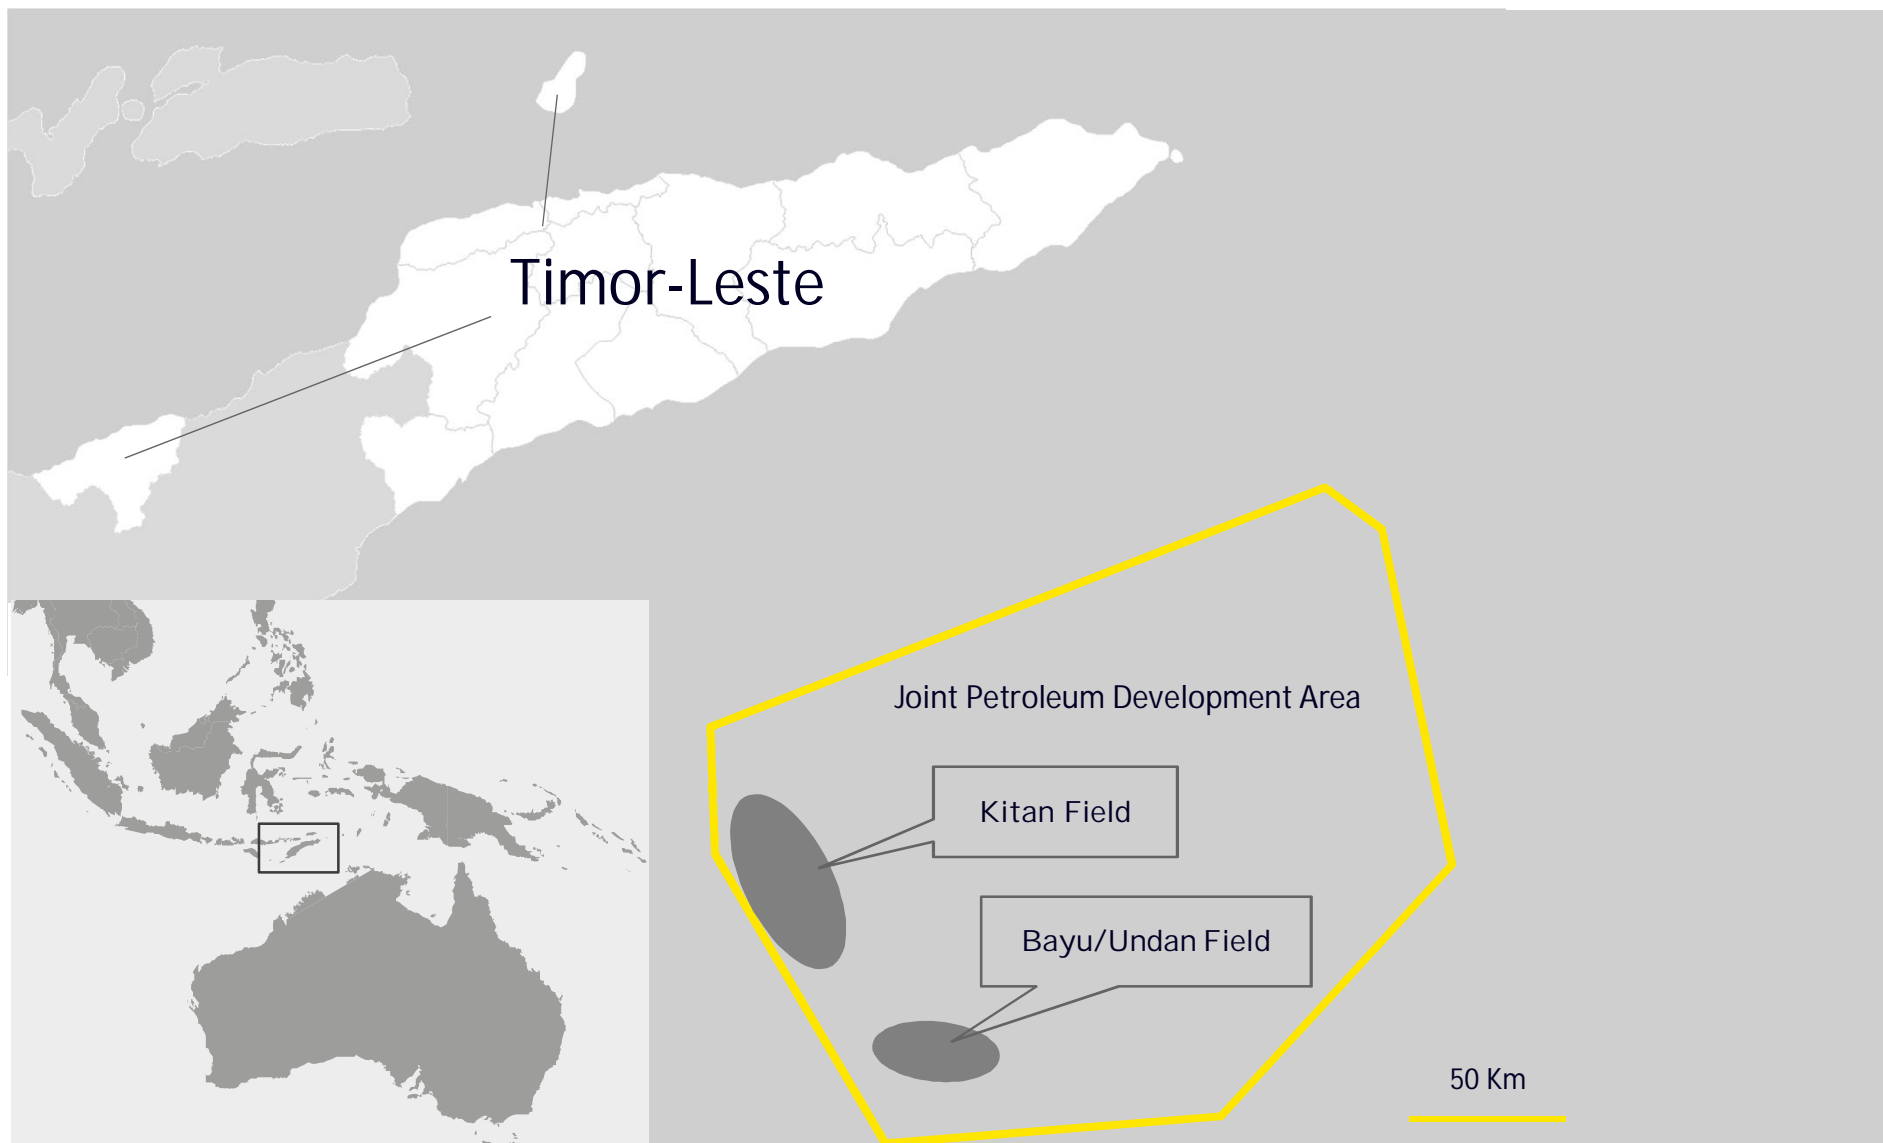 Timor-Leste
Joint Petroleum Development Area
Kitan Field
Bayu/Undan Field
50 Km